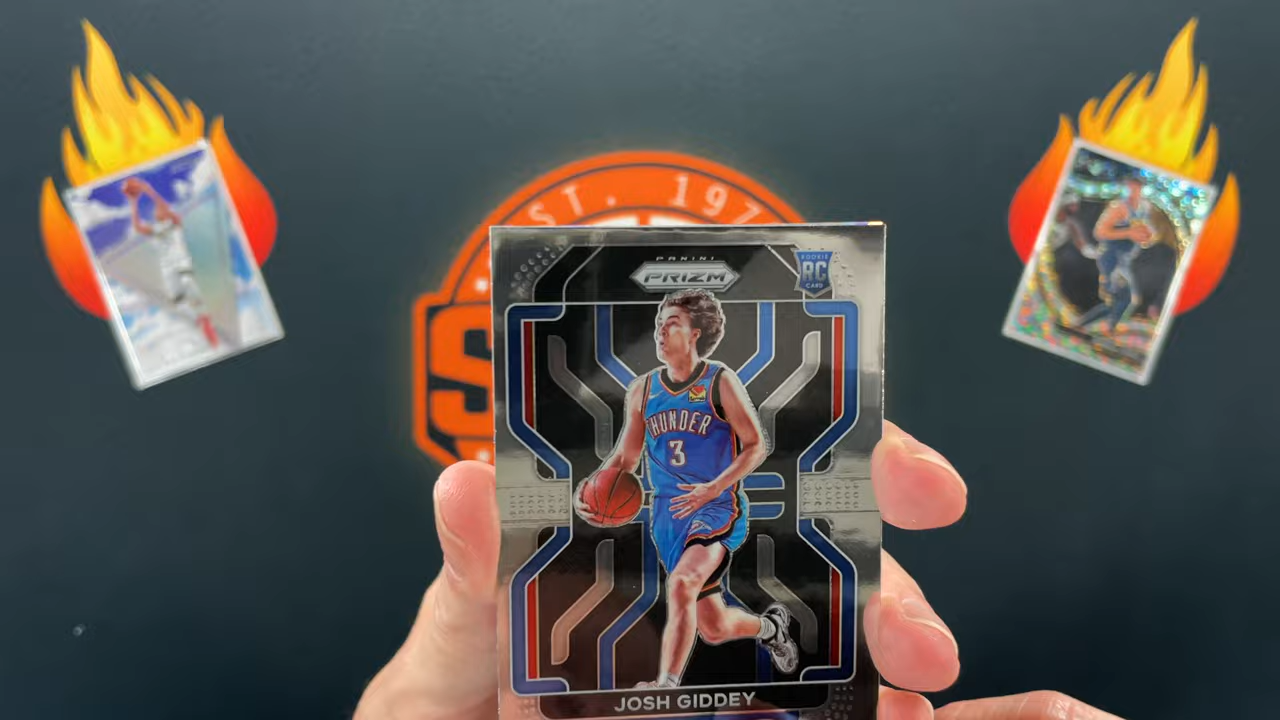 EST. 197
S
PANINI
PRIZM
ROOKIE
RC
CARD
THUNDER
3
JOSH GIDDEY